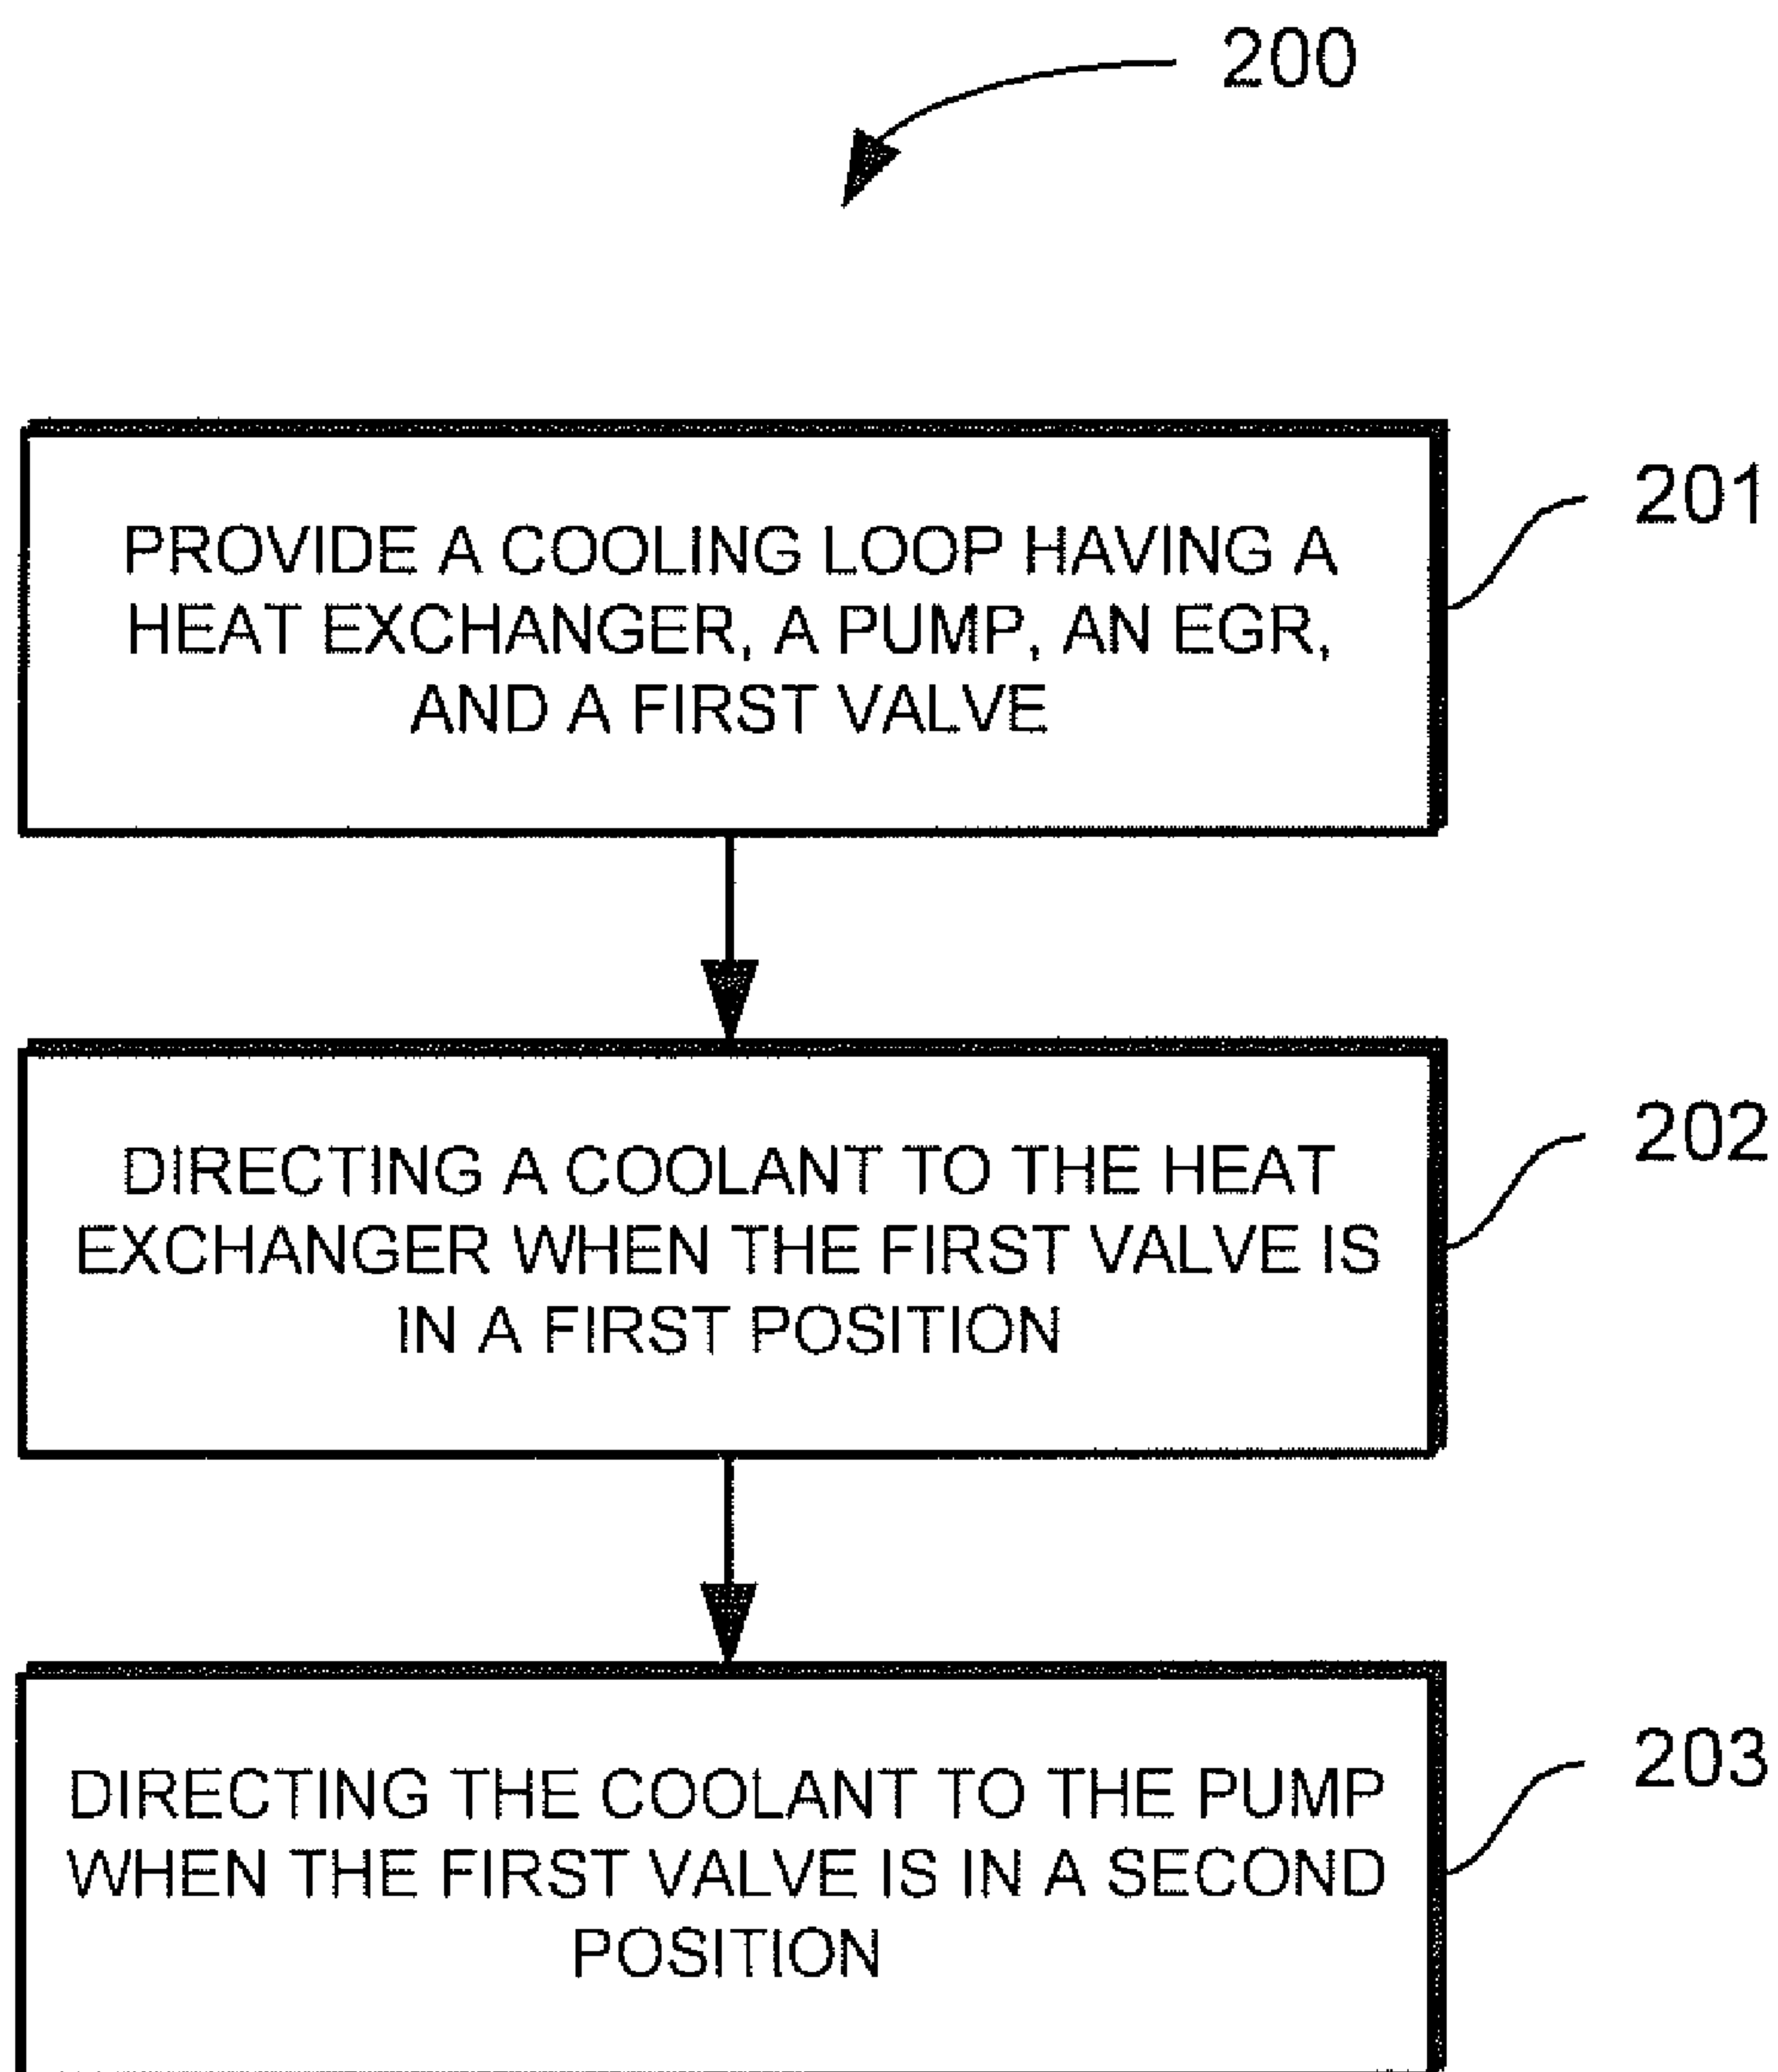 200
PROVIDE A COOLING LOOP HAVING A
HEAT EXCHANGER, A PUMP, AN EGR,
AND A FIRST VALVE
201
DIRECTING A COOLANT TO THE HEAT
EXCHANGER WHEN THE FIRST VALVE IS
IN A FIRST POSITION
202
DIRECTING THE COOLANT TO THE PUMP
WHEN THE FIRST VALVE IS IN A SECOND
POSITION
203